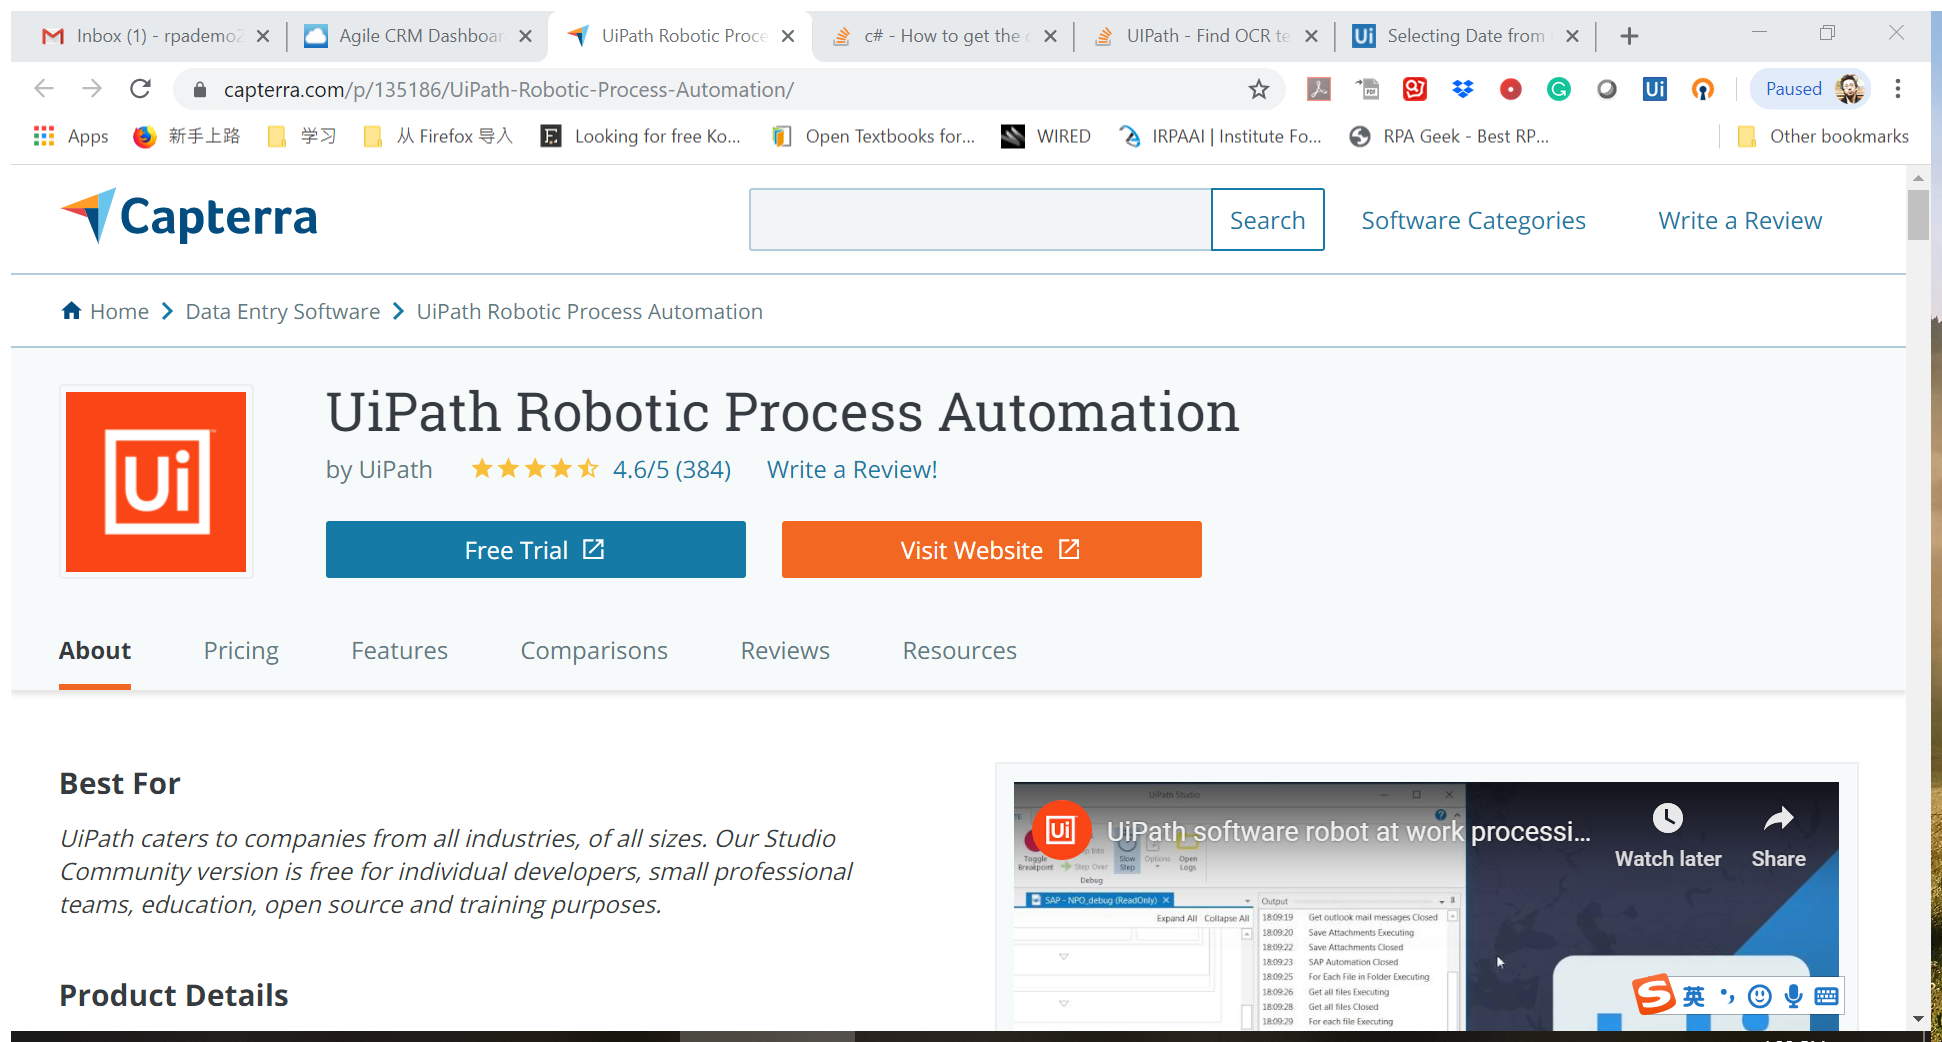 Inbox (1) - rpademo2
Agile CRM Dashboar
UiPath Robotic Proce
c# - How to get the
UIPath - Find OCR te
Selecting Date from
capterra.com/p/135186/UiPath-Robotic-Process-Automation/
Paused
Apps
新手上路
学习
从 Firefox 导入
Looking for free Ko...
Open Textbooks for...
WIRED
IRPAAI | Institute Fo...
RPA Geek - Best RP...
Other bookmarks
Capterra
Search
Software Categories
Write a Review
Home
Data Entry Software
UiPath Robotic Process Automation
Ui
UiPath Robotic Process Automation
by UiPath
4.6/5 (384)
Write a Review!
Free Trial
Visit Website
About
Pricing
Features
Comparisons
Reviews
Resources
Best For
UiPath caters to companies from all industries, of all sizes. Our Studio
Community version is free for individual developers, small professional
teams, education, open source and training purposes.
Product Details
UiPath Studio
Ui
UiPath software robot at work processi...
Watch later
Share
Toggle
Breakpoint
Step Into
Step Over
Slow
Step
Options
Open
Logs
Debug
SAP - NPO_debug (ReadOnly)
Expand All
Collapse All
Output
18:09:19 Get outlook mail messages Closed
18:09:20 Save Attachments Executing
18:09:22 Save Attachments Closed
18:09:23 SAP Automation Closed
18:09:25 For Each File in Folder Executing
18:09:26 Get all files Executing
18:09:28 Get all files Closed
18:09:29 For each file Executing
英